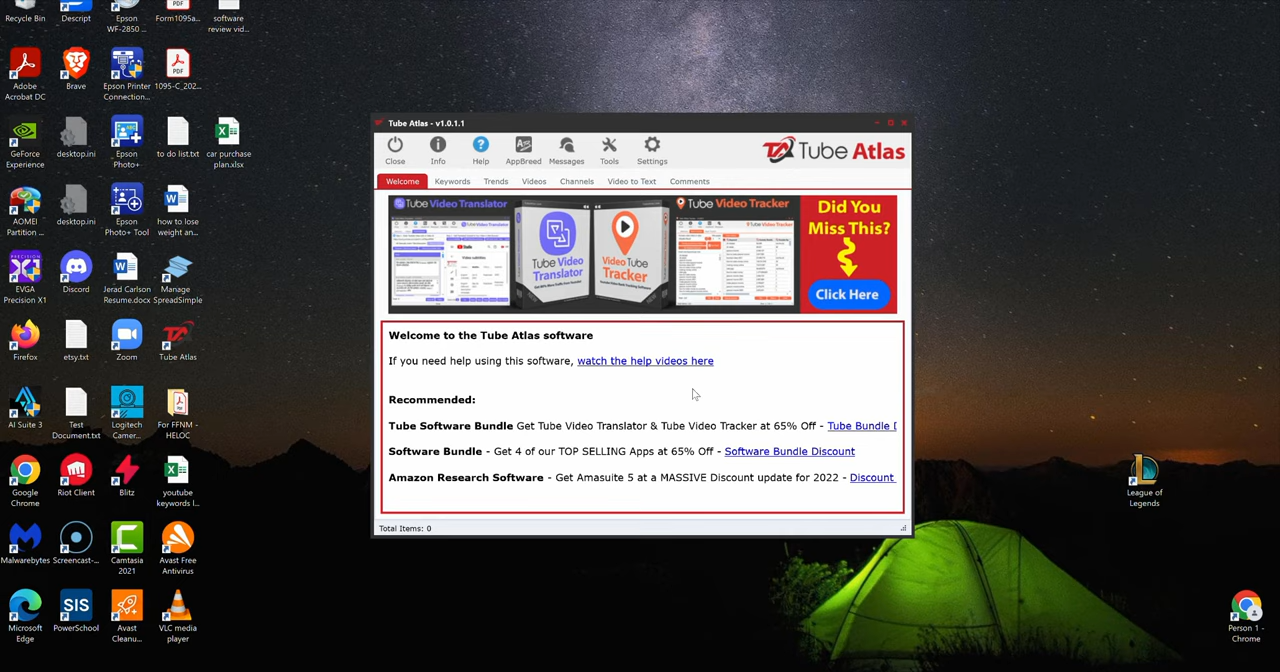 Recycle Bin
Descript
Epson
WF-2850 ...
Form1095a...
software
review vid...
Adobe
Acrobat DC
Brave
Epson Printer
Connection...
PDF
1095-C_202...
GeForce
Experience
desktop.ini
Epson
Photo+
to do list.txt
car purchase
plan.xlsx
AOMEI
Partition ...
desktop.ini
Epson
Photo+ Tool
how to lose
weight an...
EVGA
Precision X1
Discord
Jerad Carlson
Resume.docx
Manage
SpreadSimple
Firefox
etsy.txt
Zoom
Tube Atlas
AI Suite 3
Test
Document.txt
Logitech
Camer...
For FFNM -
HELOC
Google
Chrome
Riot Client
Blitz
youtube
keywords l...
Malwarebytes
Screencast-...
Camtasia
2021
Avast Free
Antivirus
Microsoft
Edge
SIS
PowerSchool
Avast
Cleanu...
VLC media
player
Tube Atlas - v1.0.1.1
Close
Info
Help
AppBreed
Messages
Tools
Settings
Tube Atlas
Welcome
Keywords
Trends
Videos
Channels
Video to Text
Comments
Tube Video Translator
Tube Video
Translator
Tube
Video
Tracker
Tube Video Tracker
Did You
Miss This?
Click Here
Welcome to the Tube Atlas software
If you need help using this software, watch the help videos here
Recommended:
Tube Software Bundle Get Tube Video Translator & Tube Video Tracker at 65% Off - Tube Bundle D
Software Bundle - Get 4 of our TOP SELLING Apps at 65% Off - Software Bundle Discount
Amazon Research Software - Get Amasuite 5 at a MASSIVE Discount update for 2022 - Discount
Total Items: 0
League of
Legends
Person 1 -
Chrome